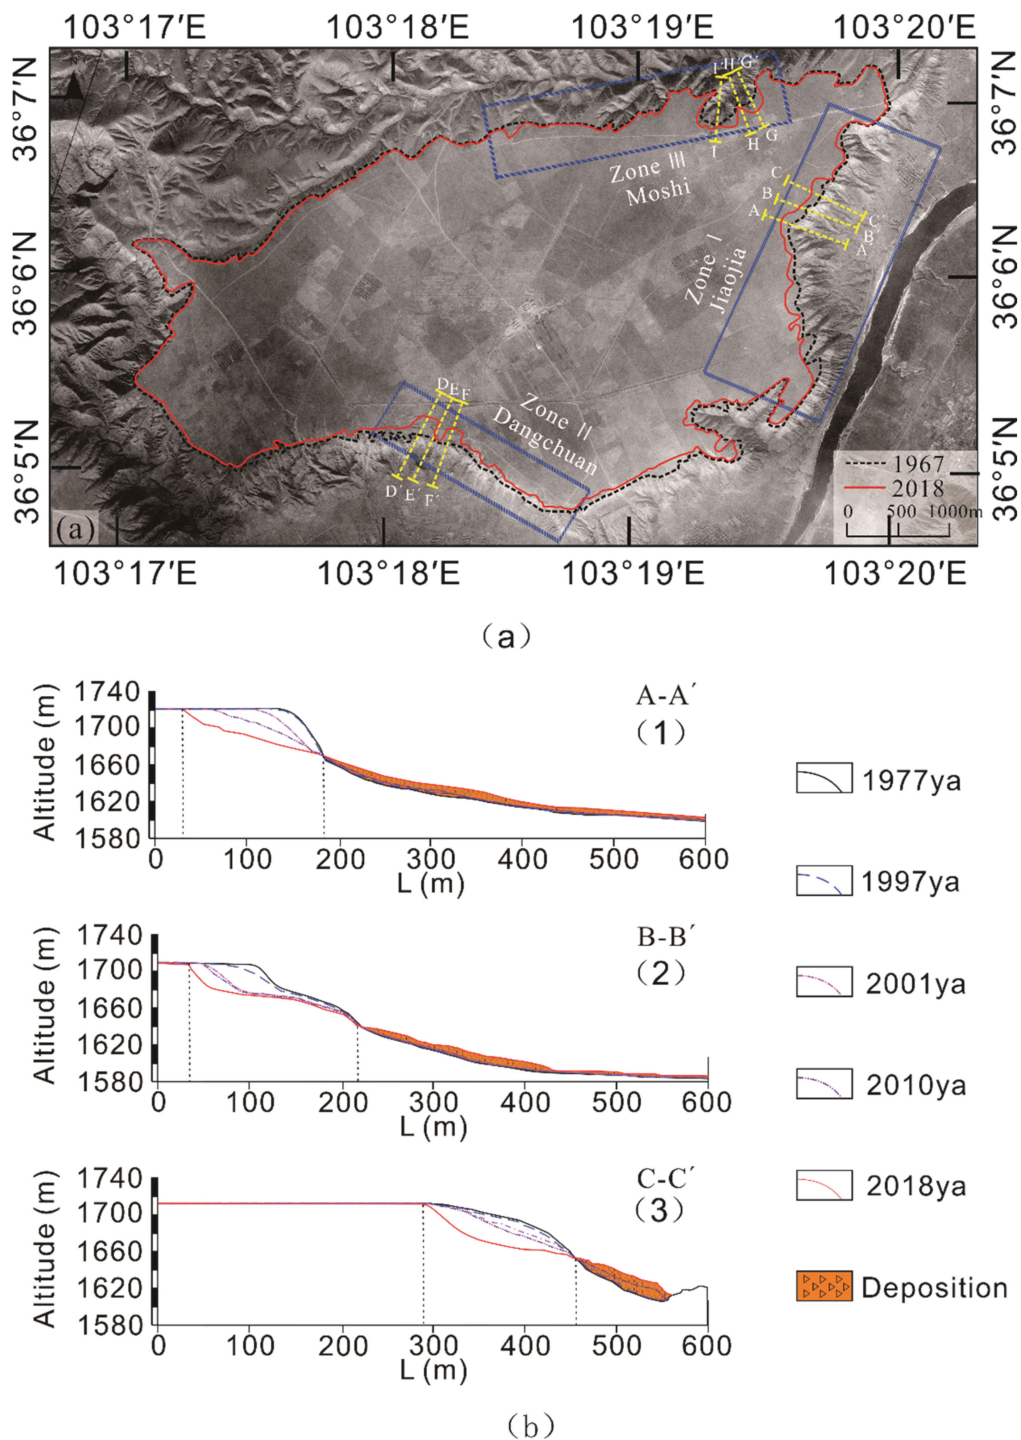 103°17′E 103°18′E 103°19′E 103°20′E
36°7′N 36°7′N
I′ H′ G′
I H G
Zone Ⅲ
Moshi
C
B
A
C′
B′
A′
Zone Ⅰ
Jiaojia
36°6′N 36°6′N
D E F
Zone Ⅱ
Dangchuan
D′ E′ F′
36°5′N 36°5′N
1967
2018
0 500 1000m
(a)
103°17′E 103°18′E 103°19′E 103°20′E
(a)
A-A′
(1)
Altitude (m)
1740
1700
1660
1620
1580
0 100 200 300 400 500 600
L (m)
B-B′
(2)
Altitude (m)
1740
1700
1660
1620
1580
0 100 200 300 400 500 600
L (m)
C-C′
(3)
Altitude (m)
1740
1700
1660
1620
1580
0 100 200 300 400 500 600
L (m)
1977ya
1997ya
2001ya
2010ya
2018ya
Deposition
(b)